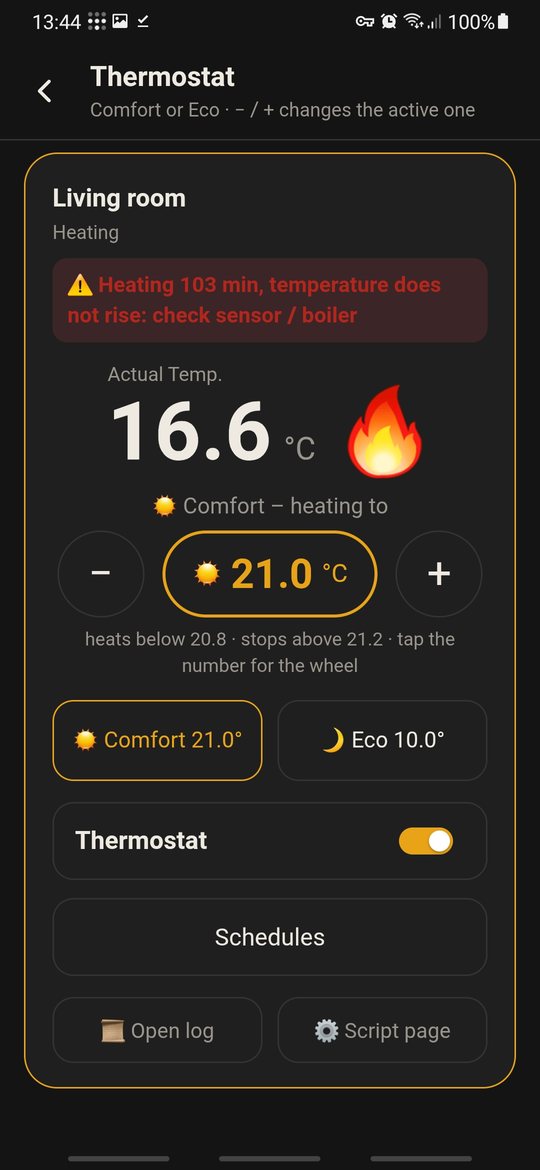 13:44 100%
Thermostat
Comfort or Eco · − / + changes the active one
Living room
Heating
⚠️ Heating 103 min, temperature does
not rise: check sensor / boiler
Actual Temp.
16.6 °C
☀️ Comfort – heating to
− ☀️ 21.0 °C +
heats below 20.8 · stops above 21.2 · tap the
number for the wheel
☀️ Comfort 21.0° 🌙 Eco 10.0°
Thermostat
Schedules
📜 Open log ⚙️ Script page